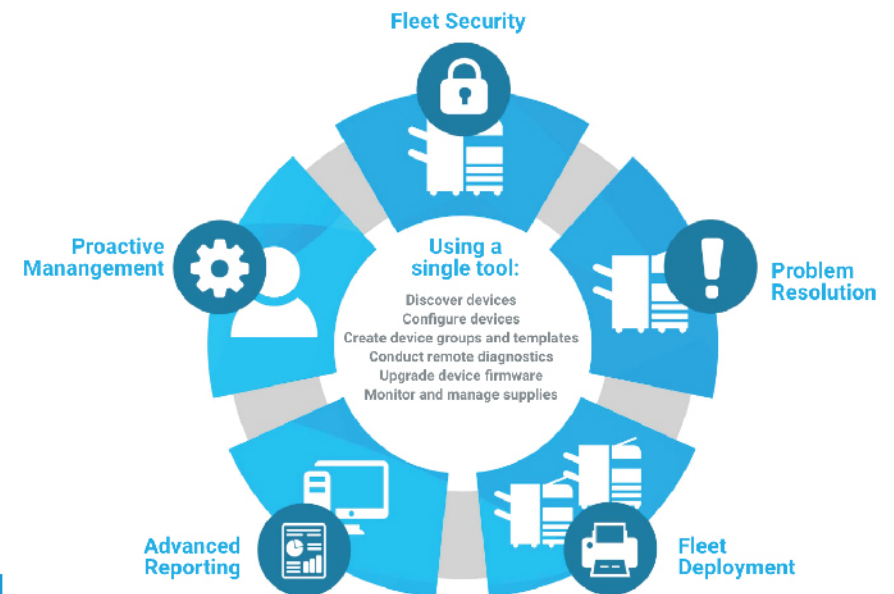 Fleet Security
Proactive
Manangement
Using a
single tool:
Discover devices
Configure devices
Create device groups and templates
Conduct remote diagnostics
Upgrade device firmware
Monitor and manage supplies
Problem
Resolution
Advanced
Reporting
Fleet
Deployment